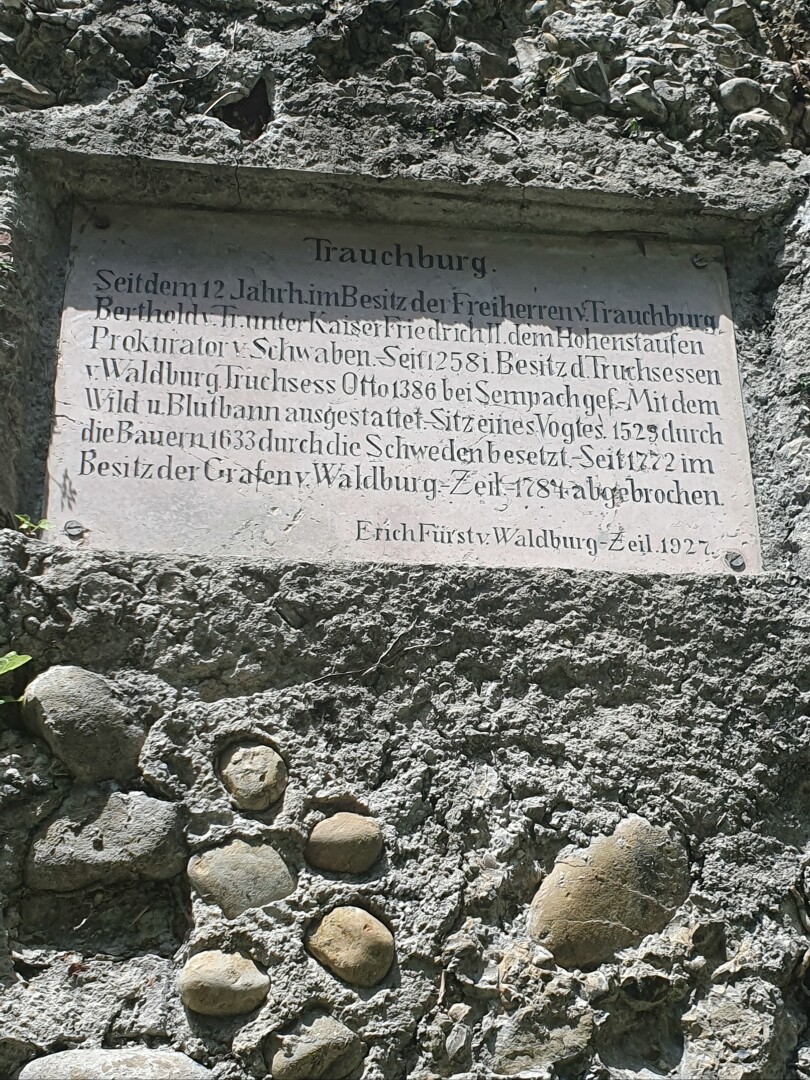 Trauchburg.
Seit dem 12 Jahrh. im Besitz der Freiherren v. Trauchburg.
Berthold v. Tr. unter Kaiser Friedrich II. dem Hohenstaufen
Prokurator v. Schwaben.-Seit 1258 i. Besitz d. Truchsessen
v. Waldburg. Truchsess Otto 1386 bei Sempach gef.-Mit dem
Wild u. Blutbann ausgestattet.-Sitz eines Vogtes. 1525 durch
die Bauern. 1633 durch die Schweden besetzt.-Seit 1772 im
Besitz der Grafen v. Waldburg-Zeil. 1784 abgebrochen.
Erich Fürst v. Waldburg-Zeil. 1927.